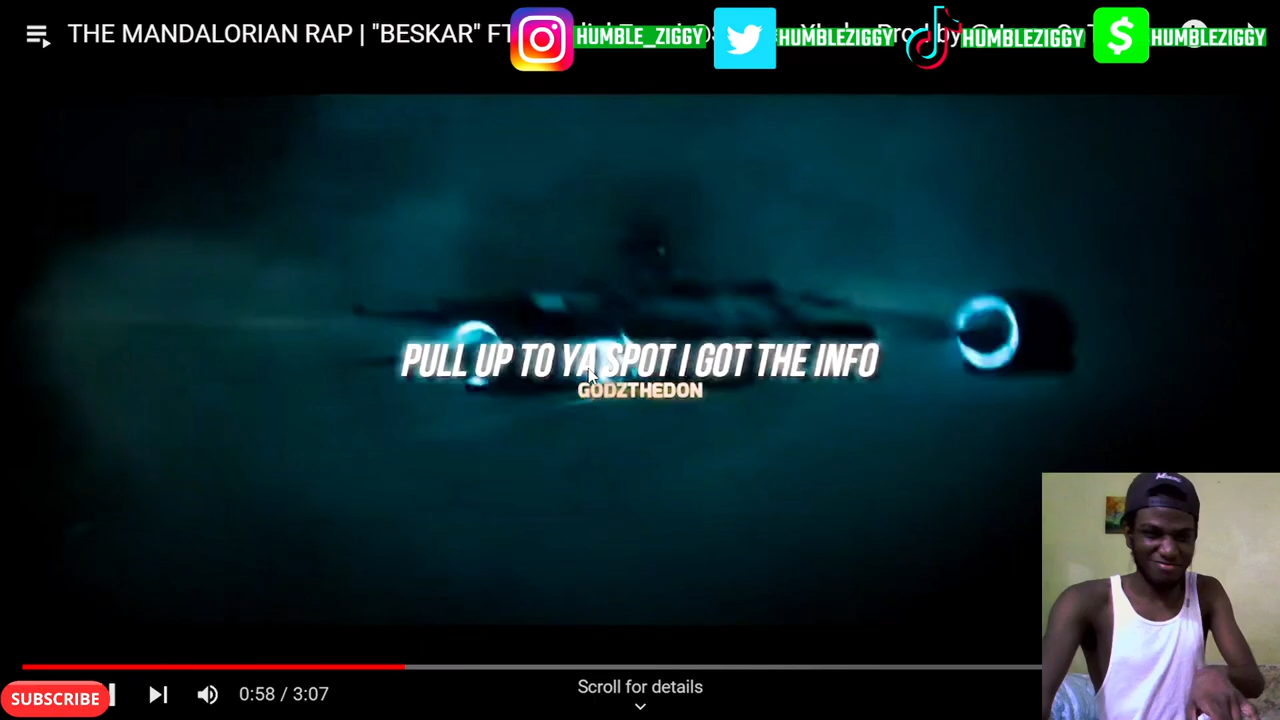 THE MANDALORIAN RAP | "BESKAR" FT
HUMBLE_ZIGGY
HUMBLEZIGGY
HUMBLEZIGGY
HUMBLEZIGGY
PULL UP TO YA SPOT I GOT THE INFO
GODZTHEDON
SUBSCRIBE
0:58 / 3:07
Scroll for details